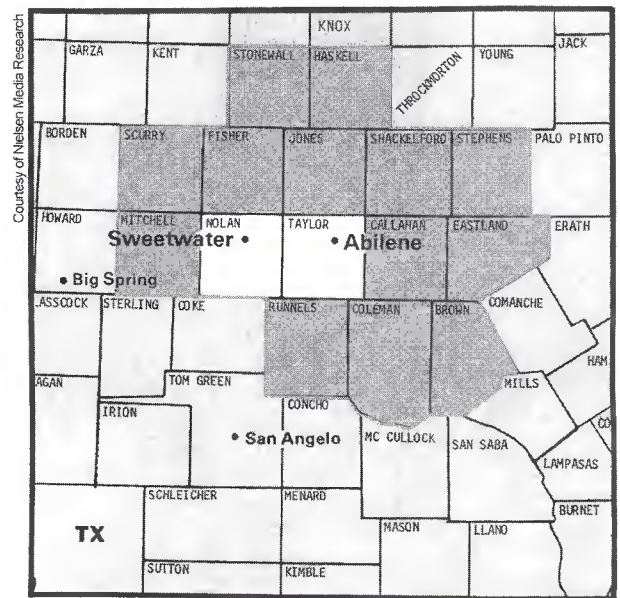 Courtesy of Nielsen Media Research
KNOX
JACK
GARZA
KENT
STONEWALL
HASKELL
THROCKMORTON
YOUNG
BORDEN
SCURRY
FISHER
JONES
SHACKELFORD
STEPHENS
PALO PINTO
HOWARD
MITCHELL
NOLAN
TAYLOR
CALLAHAN
EASTLAND
ERATH
Sweetwater
Abilene
Big Spring
LASSCOCK
STERLING
COKE
RUNNELS
COLEMAN
BROWN
COMANCHE
HAM
AGAN
TOM GREEN
MILLS
IRION
CONCHO
CO
San Angelo
MC CULLOCK
SAN SABA
LAMPASAS
SCHLEICHER
MENARD
BURNET
TX
MASON
LLANO
SUTTON
KIMBLE